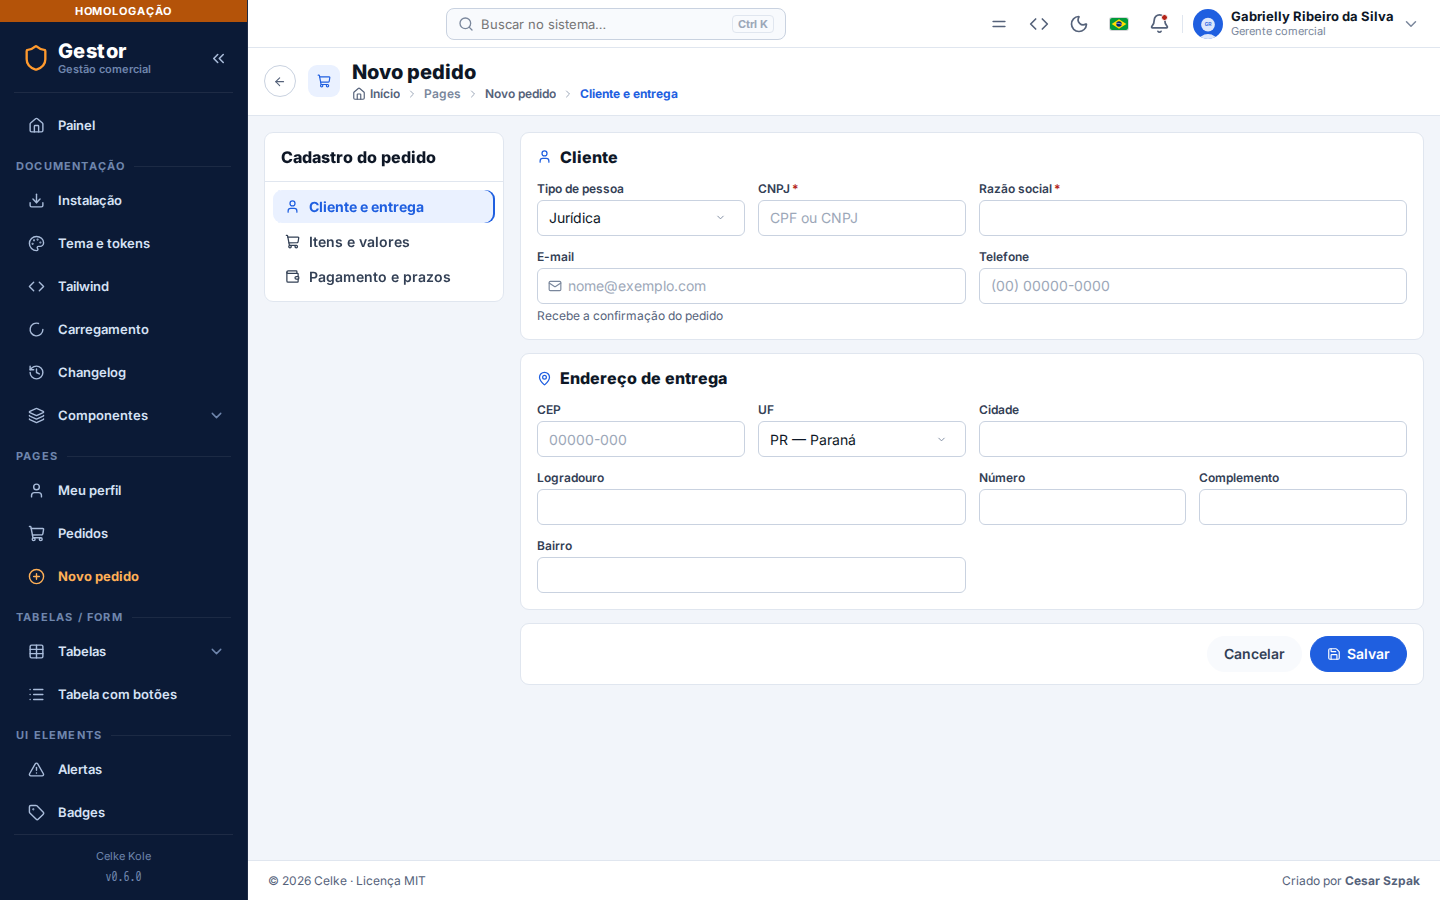 HOMOLOGAÇÃO
Gestor
Gestão comercial
Painel
DOCUMENTAÇÃO
Instalação
Tema e tokens
Tailwind
Carregamento
Changelog
Componentes
PAGES
Meu perfil
Pedidos
Novo pedido
TABELAS / FORM
Tabelas
Tabela com botões
UI ELEMENTS
Alertas
Badges
Celke Kole
v0.6.0
Buscar no sistema...
Ctrl K
GR
Gabrielly Ribeiro da Silva
Gerente comercial
Novo pedido
Início > Pages > Novo pedido > Cliente e entrega
Cadastro do pedido
Cliente e entrega
Itens e valores
Pagamento e prazos
Cliente
Tipo de pessoa
CNPJ *
Razão social *
Jurídica
CPF ou CNPJ
E-mail
Telefone
nome@exemplo.com
(00) 00000-0000
Recebe a confirmação do pedido
Endereço de entrega
CEP
UF
Cidade
00000-000
PR — Paraná
Logradouro
Número
Complemento
Bairro
Cancelar
Salvar
© 2026 Celke · Licença MIT
Criado por Cesar Szpak